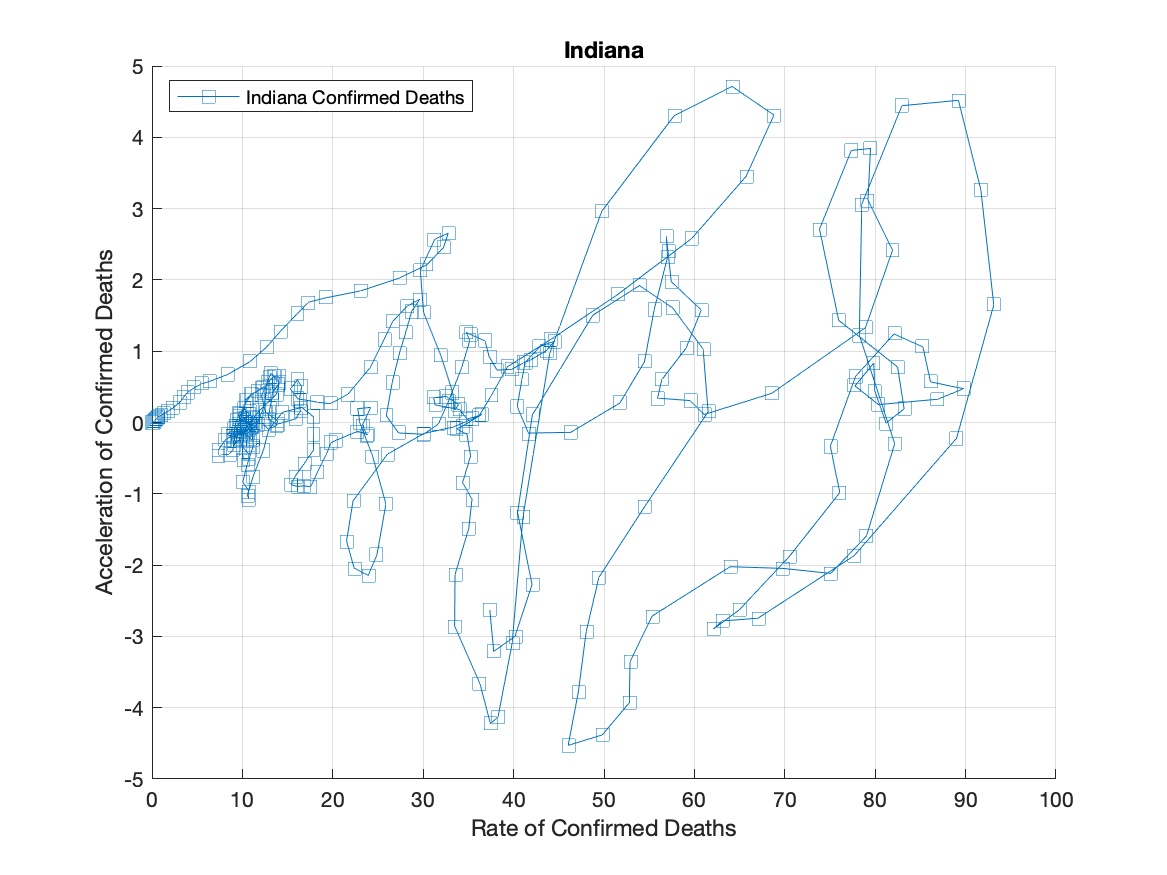 Indiana
Indiana Confirmed Deaths
5
4
3
2
1
0
-1
-2
-3
-4
-5
Acceleration of Confirmed Deaths
0 10 20 30 40 50 60 70 80 90 100
Rate of Confirmed Deaths